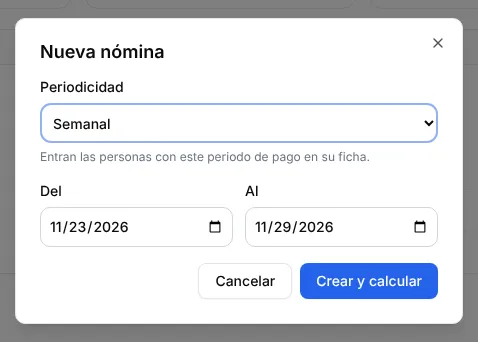 Nueva nómina
Periodicidad
Semanal
Entran las personas con este periodo de pago en su ficha.
Del Al
11/23/2026 11/29/2026
Cancelar Crear y calcular